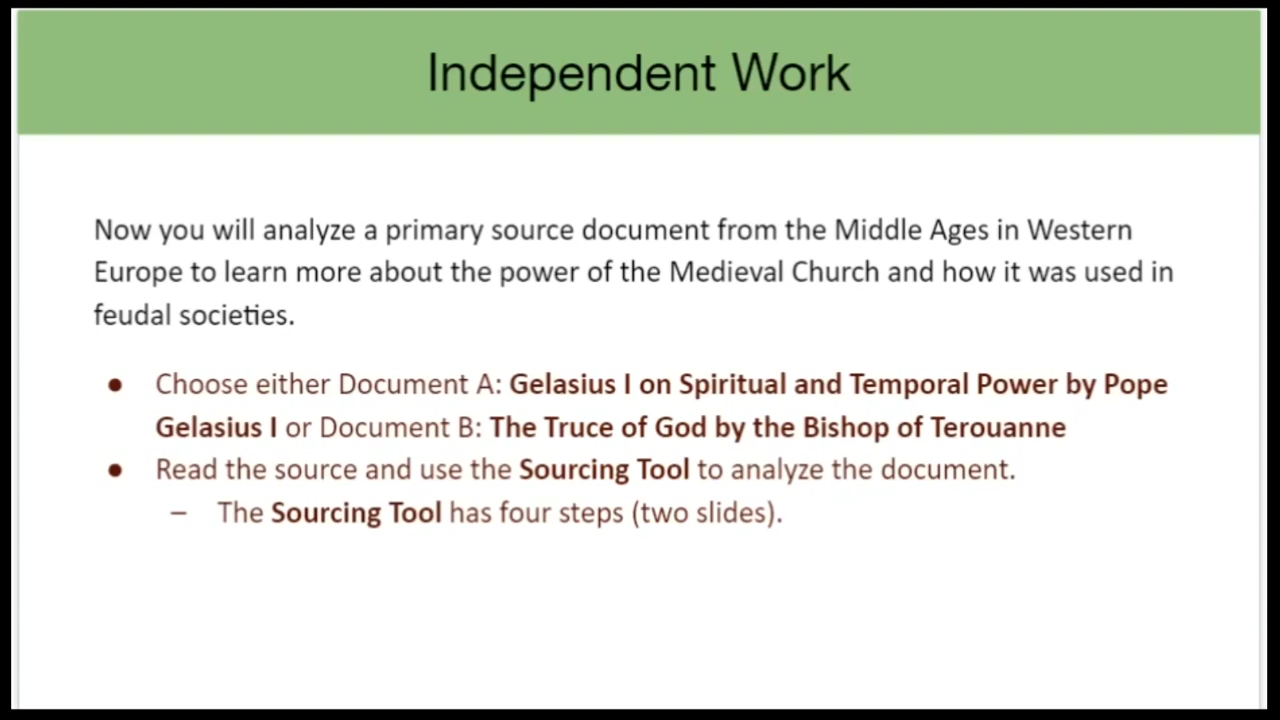 Independent Work
Now you will analyze a primary source document from the Middle Ages in Western
Europe to learn more about the power of the Medieval Church and how it was used in
feudal societies.
● Choose either Document A: Gelasius I on Spiritual and Temporal Power by Pope
Gelasius I or Document B: The Truce of God by the Bishop of Terouanne
● Read the source and use the Sourcing Tool to analyze the document.
– The Sourcing Tool has four steps (two slides).